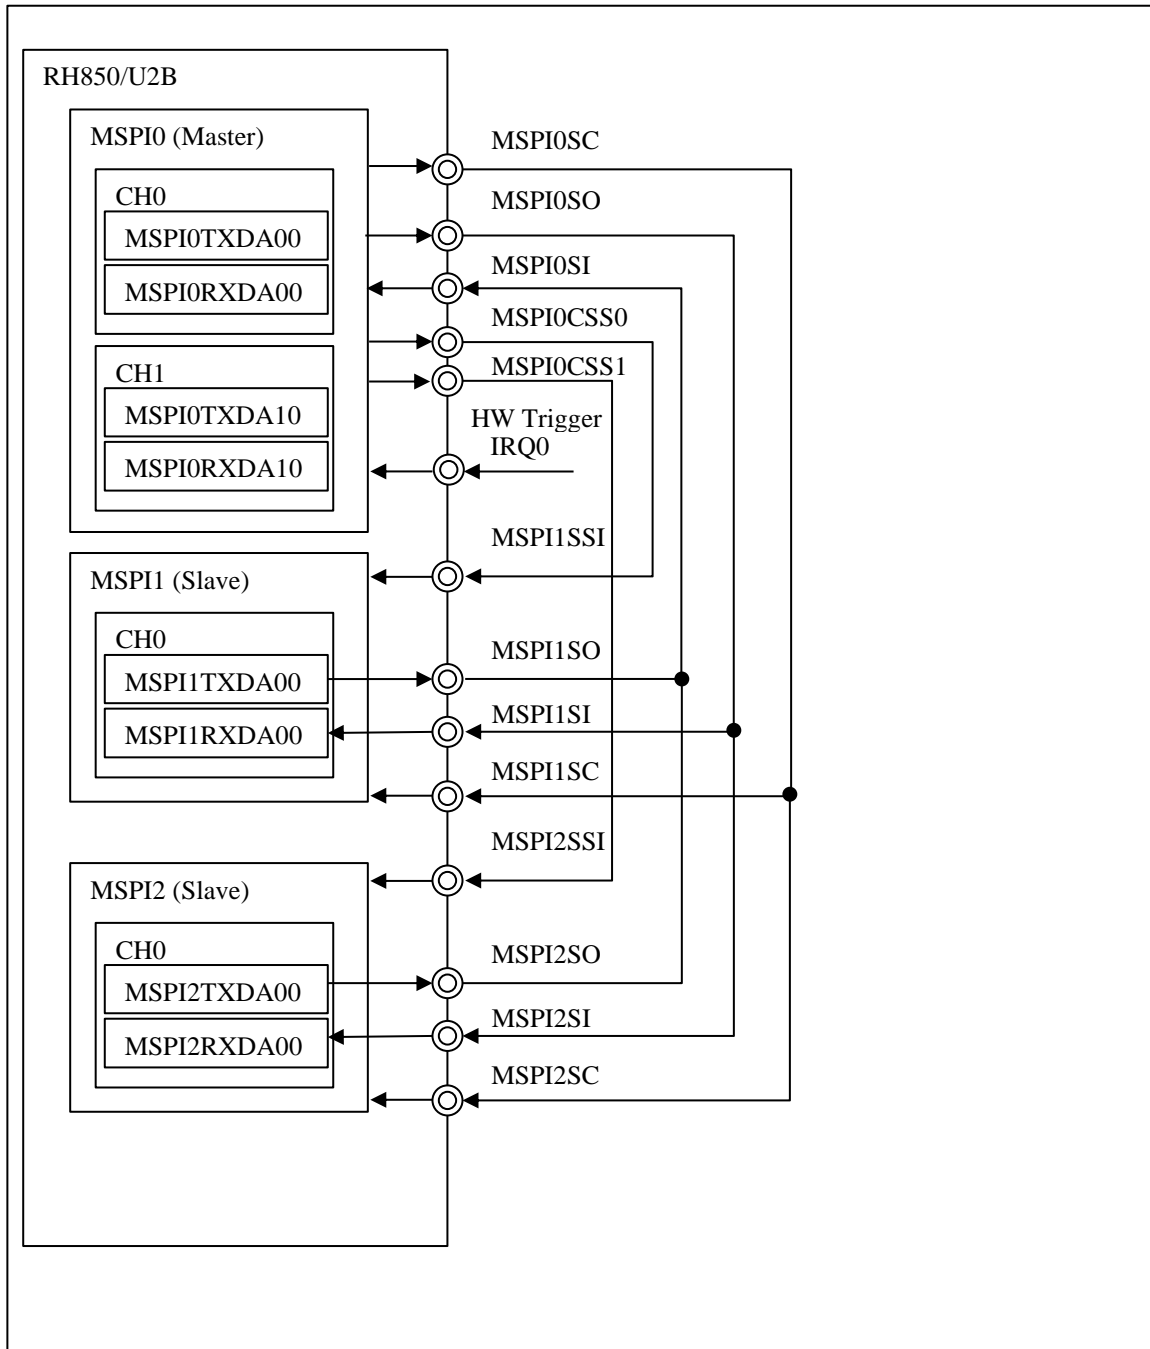 RH850/U2B
MSPI0 (Master)
MSPI0SC
CH0
MSPI0SO
MSPI0TXDA00
MSPI0SI
MSPI0RXDA00
MSPI0CSS0
MSPI0CSS1
CH1
MSPI0TXDA10
HW Trigger
IRQ0
MSPI0RXDA10
MSPI1SSI
MSPI1 (Slave)
CH0
MSPI1SO
MSPI1TXDA00
MSPI1SI
MSPI1RXDA00
MSPI1SC
MSPI2SSI
MSPI2 (Slave)
CH0
MSPI2SO
MSPI2TXDA00
MSPI2SI
MSPI2RXDA00
MSPI2SC